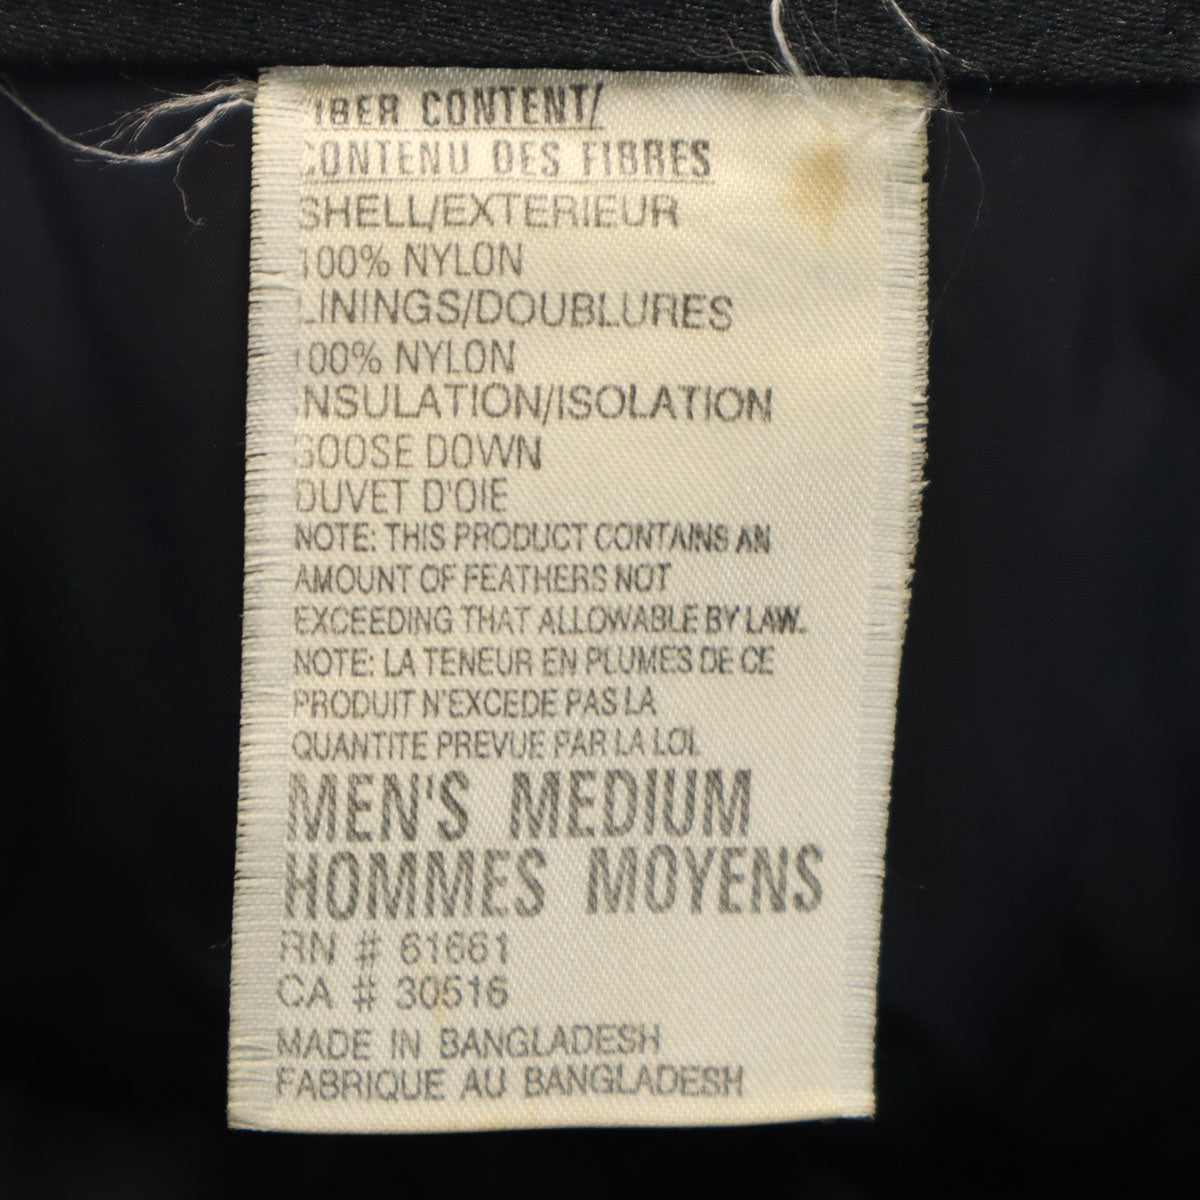 FIBER CONTENT/
CONTENU DES FIBRES
SHELL/EXTERIEUR
100% NYLON
LININGS/DOUBLURES
100% NYLON
INSULATION/ISOLATION
GOOSE DOWN
DUVET D'OIE
NOTE: THIS PRODUCT CONTAINS AN
AMOUNT OF FEATHERS NOT
EXCEEDING THAT ALLOWABLE BY LAW.
NOTE: LA TENEUR EN PLUMES DE CE
PRODUIT N'EXCEDE PAS LA
QUANTITE PREVUE PAR LA LOI.
MEN'S MEDIUM
HOMMES MOYENS
RN # 61661
CA # 30516
MADE IN BANGLADESH
FABRIQUE AU BANGLADESH